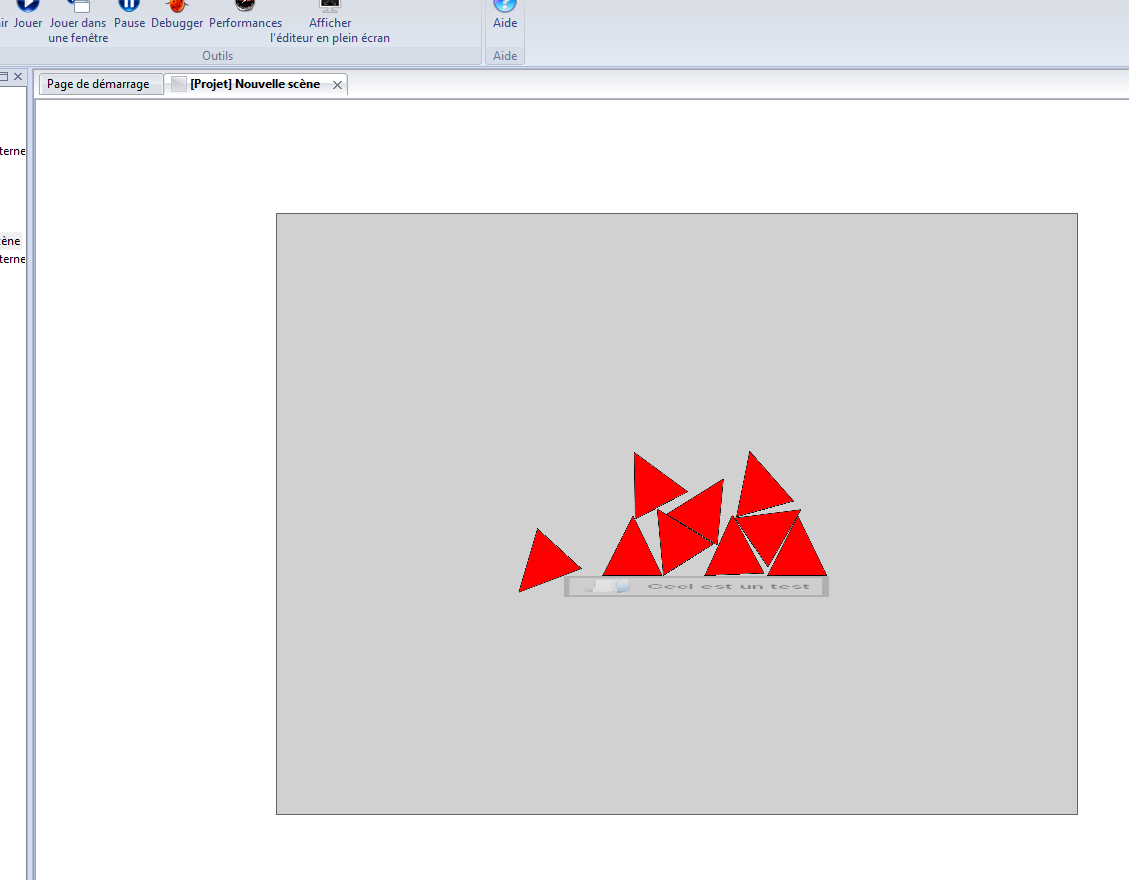 ir Jouer Jouer dans une fenêtre Pause Debugger Performances Afficher l'éditeur en plein écran Aide
Outils Aide
Page de démarrage [Projet] Nouvelle scène
terne
cène
terne
Ceci est un test